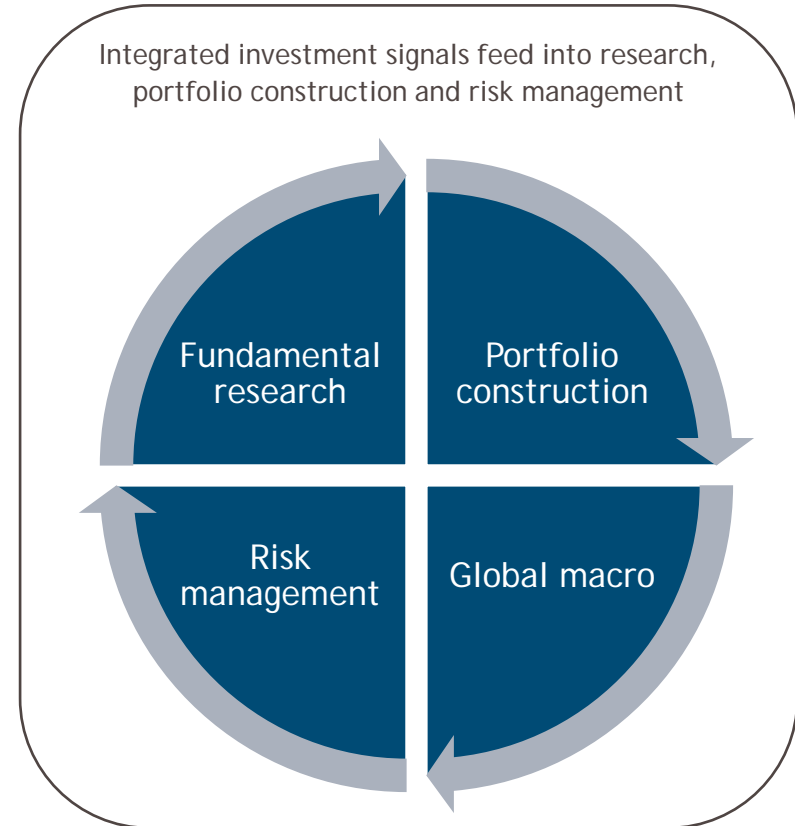 Integrated investment signals feed into research,
portfolio construction and risk management
Fundamental
research
Portfolio
construction
Risk
management
Global macro